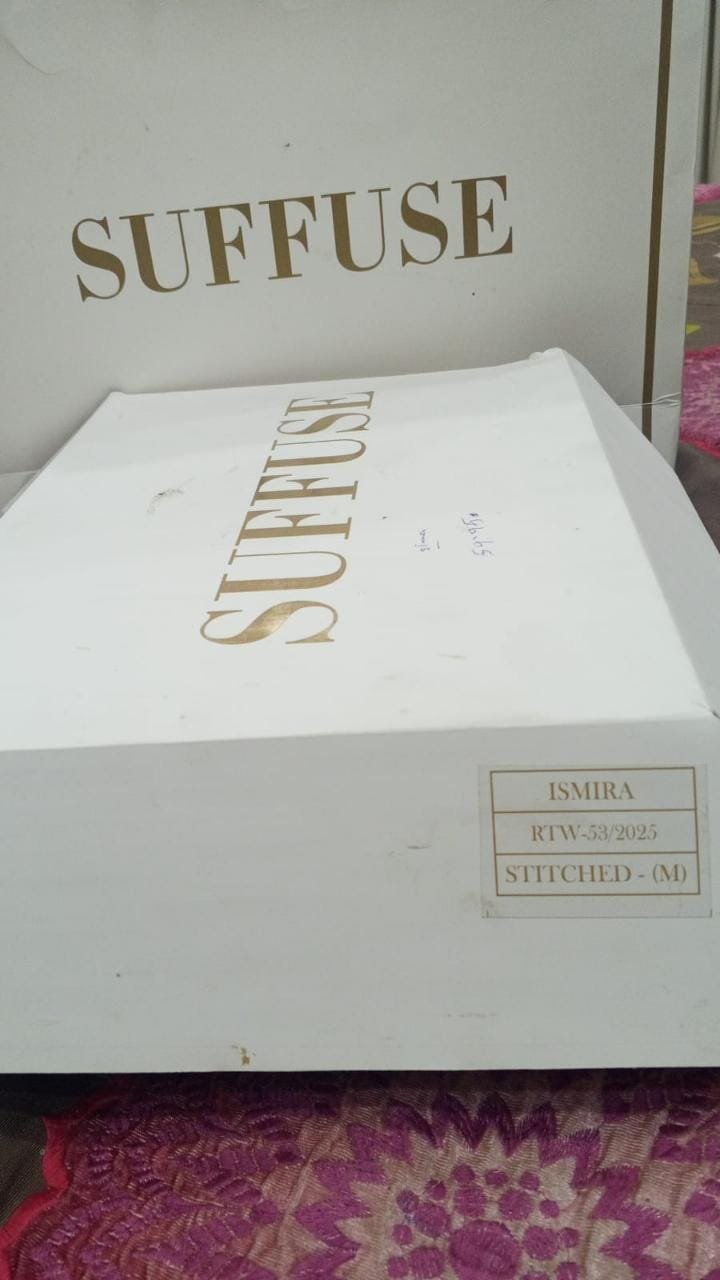 SUFFUSE
SUFFUSE
ISMIRA
RTW-53/2025
STITCHED - (M)